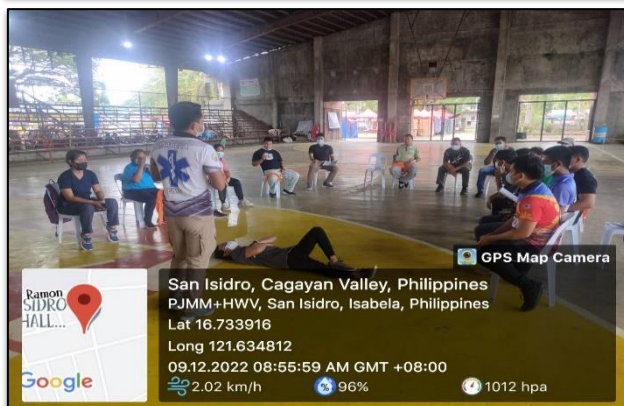 GPS Map Camera
Ramon
SIDRO
HALL...
Google
San Isidro, Cagayan Valley, Philippines
PJMM+HWV, San Isidro, Isabela, Philippines
Lat 16.733916
Long 121.634812
09.12.2022 08:55:59 AM GMT +08:00
2.02 km/h
% 96%
1012 hpa